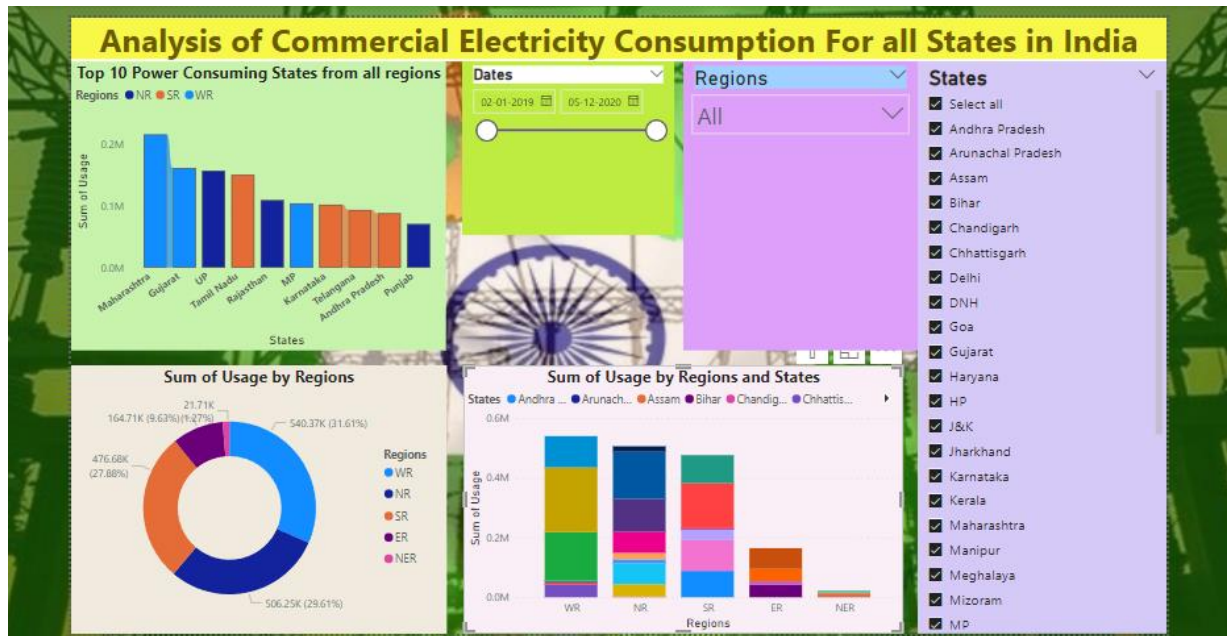 Analysis of Commercial Electricity Consumption For all States in India
Top 10 Power Consuming States from all regions
Regions NR SR WR
0.2M
0.1M
0.0M
Sum of Usage
Maharashtra
Gujarat
UP
Tamil Nadu
Rajasthan
MP
Karnataka
Telangana
Andhra Pradesh
Punjab
States
Dates
02-01-2019 05-12-2020
Regions
All
States
Select all
Andhra Pradesh
Arunachal Pradesh
Assam
Bihar
Chandigarh
Chhattisgarh
Delhi
DNH
Goa
Gujarat
Haryana
HP
J&K
Jharkhand
Karnataka
Kerala
Maharashtra
Manipur
Meghalaya
Mizoram
MP
Sum of Usage by Regions
21.71K
(1.27%)
164.71K (9.63%)
540.37K (31.61%)
476.68K
(27.88%)
506.25K (29.61%)
Regions
WR
NR
SR
ER
NER
Sum of Usage by Regions and States
States Andhra ... Arunach... Assam Bihar Chandig... Chhattis...
0.6M
0.4M
0.2M
0.0M
Sum of Usage
WR NR SR ER NER
Regions